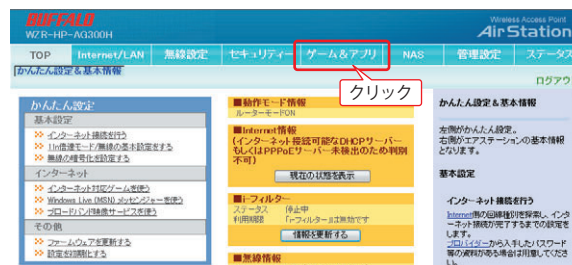 BUFFALO
WZR-HP-AG300H
Wireless Access Point
AirStation
TOP Internet/LAN 無線設定 セキュリティー ゲーム&アプリ NAS 管理設定 ステータス
かんたん設定&基本情報
ログアウ
クリック
かんたん設定
基本設定
インターネット接続を行う
11n倍速モード/無線の基本設定をする
無線の暗号化を設定する
インターネット
インターネット対応ゲームを使う
Windows Live (MSN) メッセンジャーを使う
ブロードバンド映像サービスを使う
その他
ファームウェアを更新する
設定を初期化する
■動作モード情報
ルーターモードON
■Internet情報
(インターネット接続可能なDHCPサーバー
もしくはPPPoEサーバー未検出のため判別
不可)
現在の状態を表示
■i-フィルター
ステータス 停止中
利用期限 「i-フィルター」は無効です
情報を更新する
■無線情報
かんたん設定&基本情報
左側がかんたん設定。
右側がエアステーションの基本情報
となります。
基本設定
インターネット接続を行う
Internet側の回線種別を探索し、インタ
ーネット接続が完了するまでの設定を
します。
プロバイダーから入手したパスワード
等の資料がある場合は用意してくださ
い。